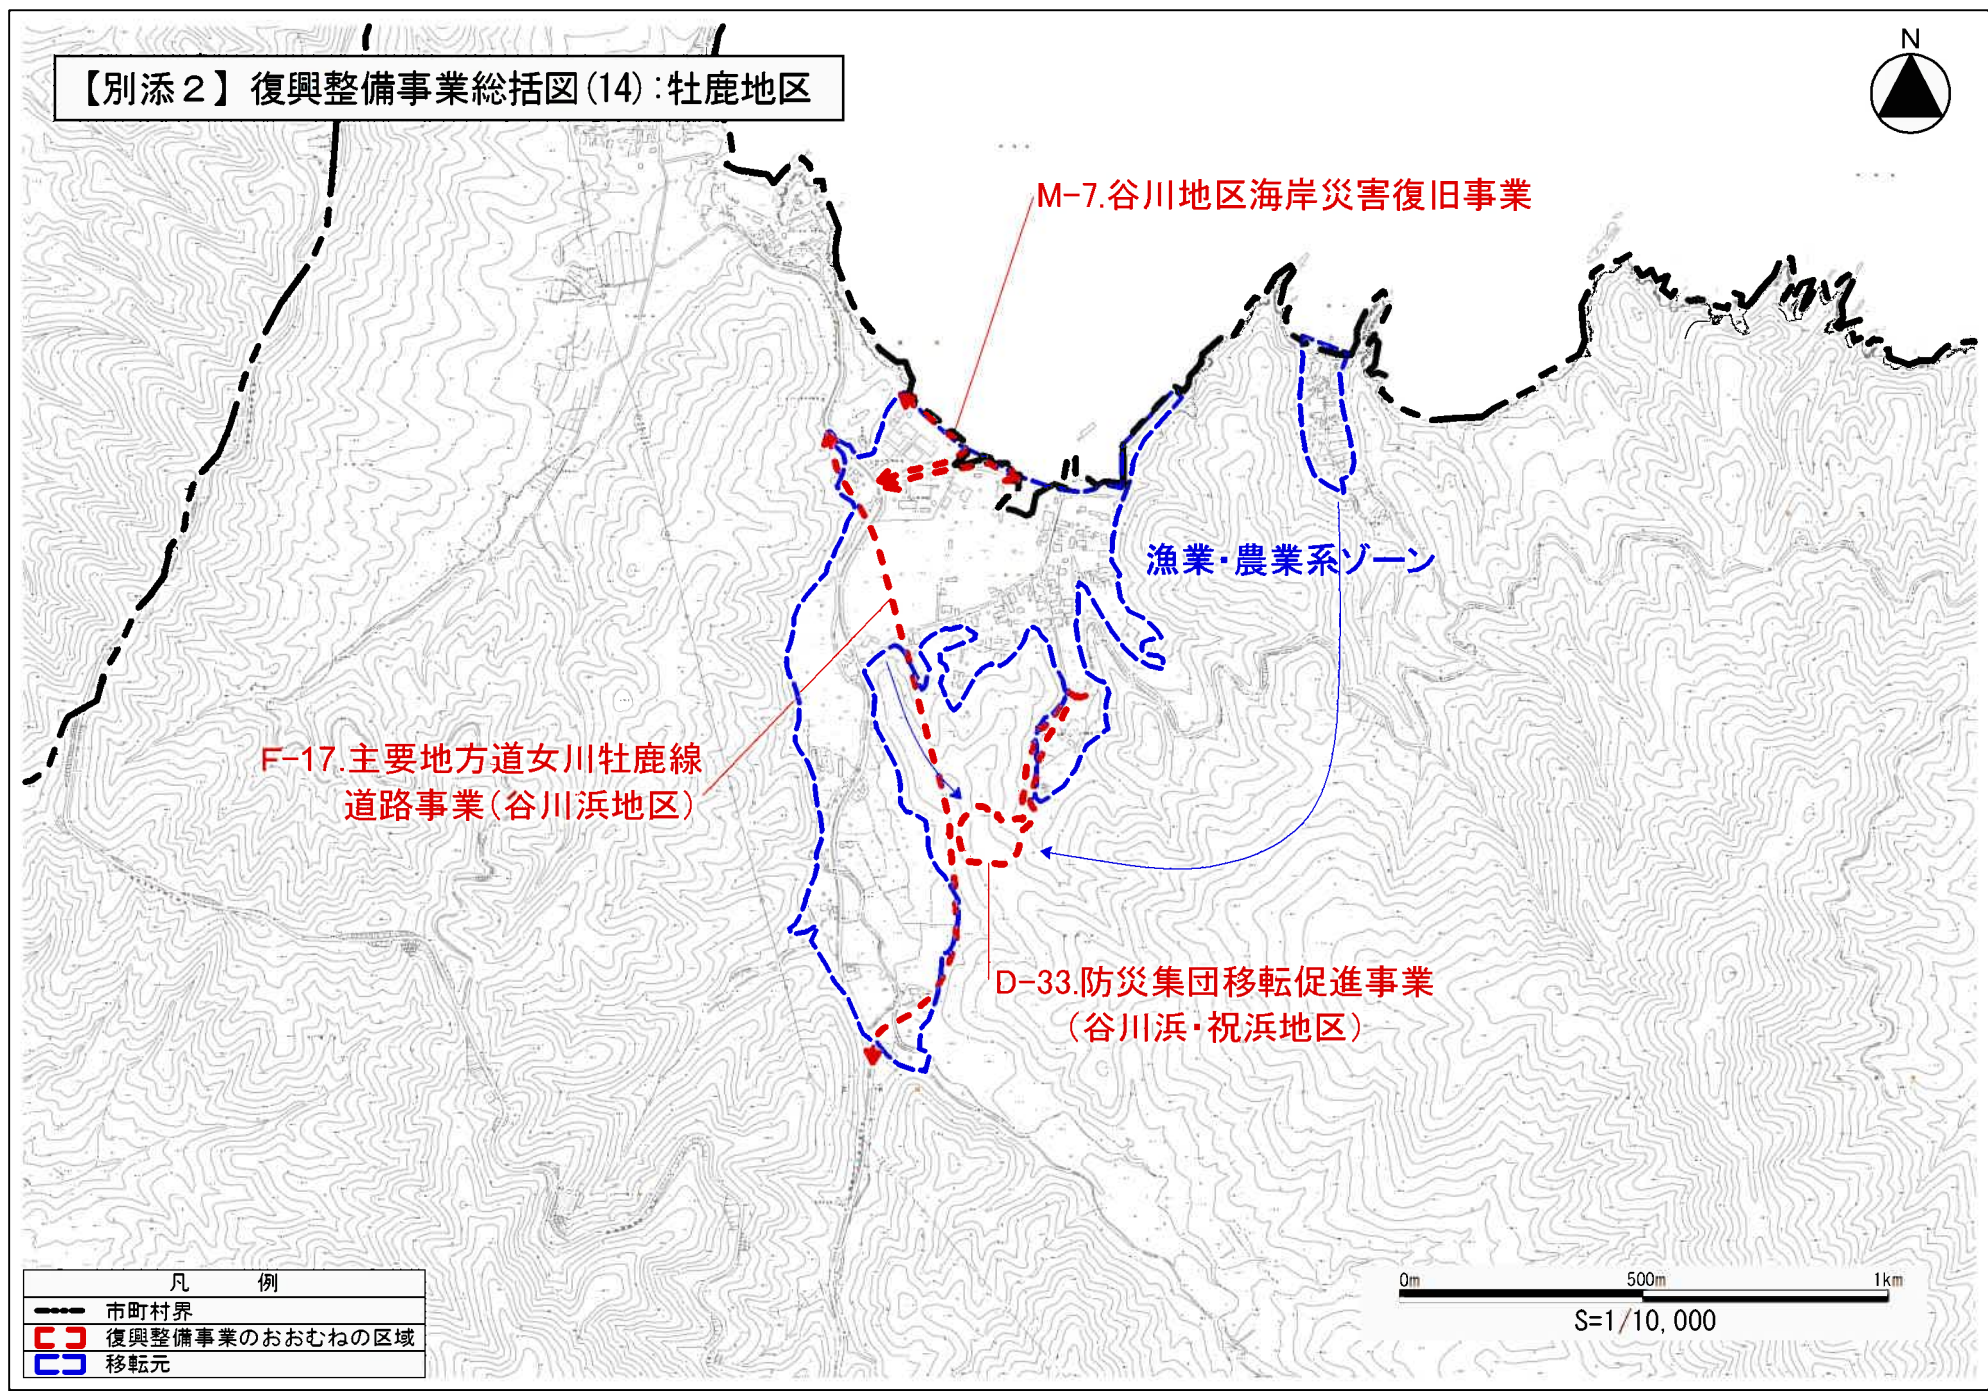 【別添２】復興整備事業総括図(14):牡鹿地区
N
M-7.谷川地区海岸災害復旧事業
漁業・農業系ゾーン
F-17.主要地方道女川牡鹿線
道路事業(谷川浜地区)
D-33.防災集団移転促進事業
(谷川浜・祝浜地区)
凡 例
市町村界
復興整備事業のおおむねの区域
移転元
0m 500m 1km
S=1/10,000